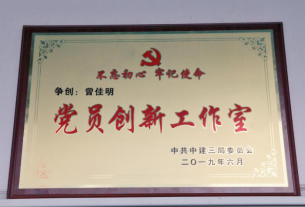 不忘初心 牢记使命
争创：曾佳明
党员创新工作室
中共中建三局委员会
二〇一九年六月